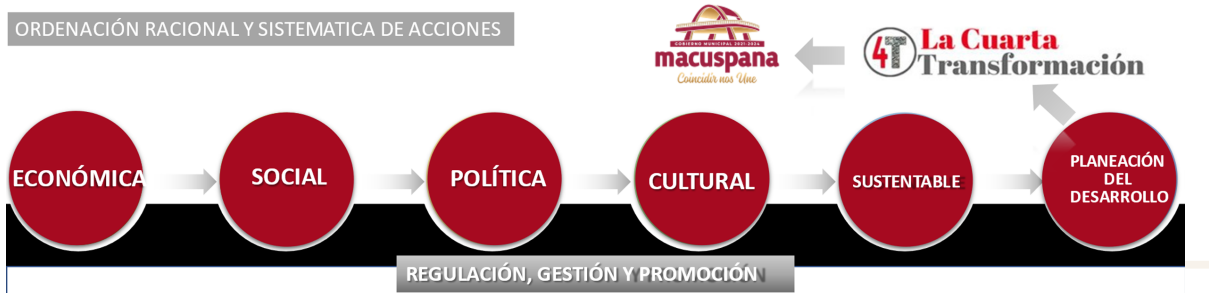 ORDENACIÓN RACIONAL Y SISTEMATICA DE ACCIONES
GOBIERNO MUNICIPAL 2021-2024
macuspana
Coincidir nos Une
4T La Cuarta
Transformación
ECONÓMICA
SOCIAL
POLÍTICA
CULTURAL
SUSTENTABLE
PLANEACIÓN
DEL
DESARROLLO
REGULACIÓN, GESTIÓN Y PROMOCIÓN